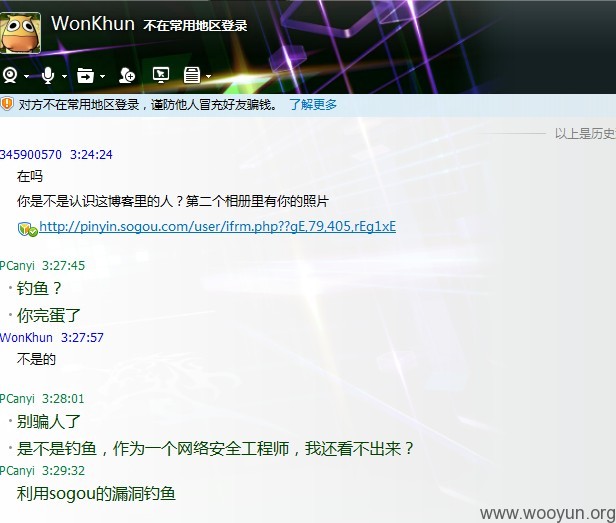 WonKhun 不在常用地区登录
对方不在常用地区登录，谨防他人冒充好友骗钱。 了解更多
以上是历史
345900570 3:24:24
在吗
你是不是认识这博客里的人？第二个相册里有你的照片
http://pinyin.sogou.com/user/ifrm.php??gE,79,405,rEg1xE
PCanyi 3:27:45
钓鱼？
你完蛋了
WonKhun 3:27:57
不是的
PCanyi 3:28:01
别骗人了
是不是钓鱼，作为一个网络安全工程师，我还看不出来？
PCanyi 3:29:32
利用sogou的漏洞钓鱼
www.wooyun.org